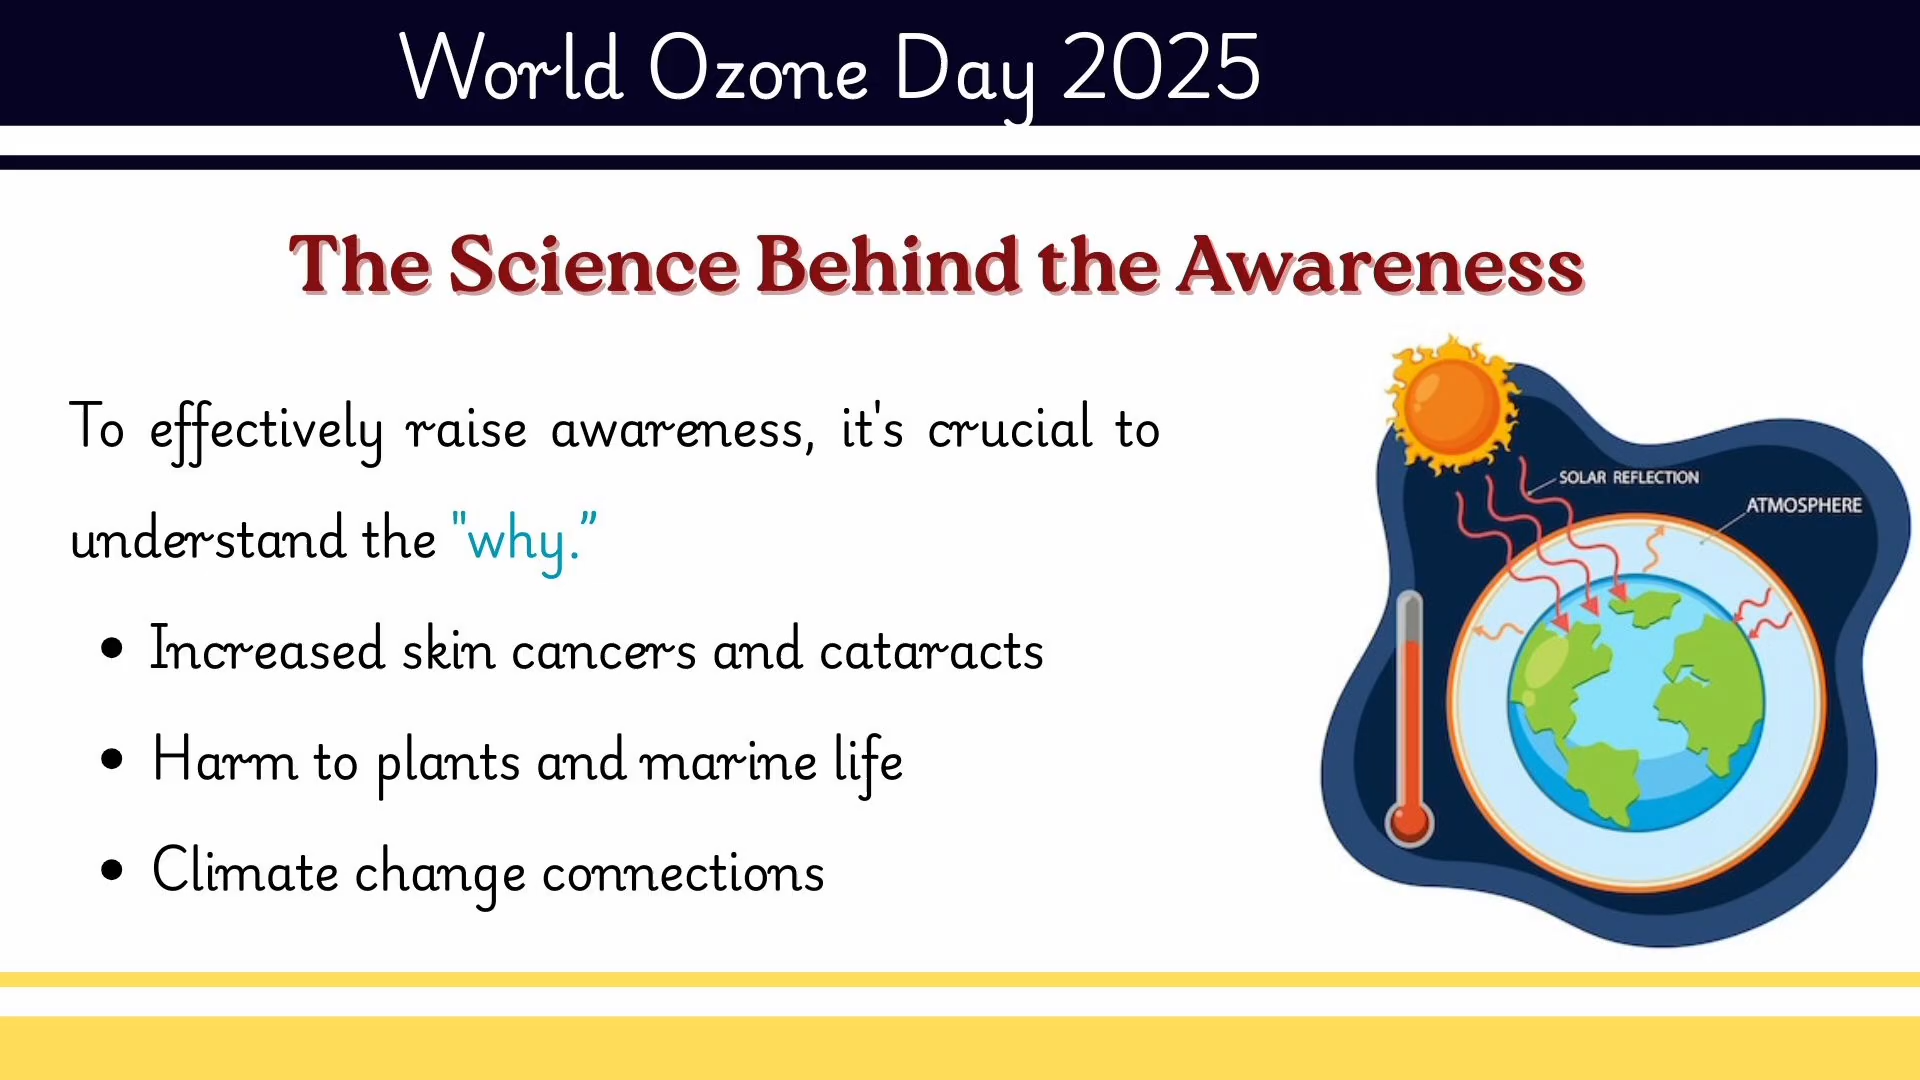 World Ozone Day 2025
The Science Behind the Awareness
To effectively raise awareness, it's crucial to
understand the "why.”
• Increased skin cancers and cataracts
• Harm to plants and marine life
• Climate change connections
SOLAR REFLECTION
ATMOSPHERE